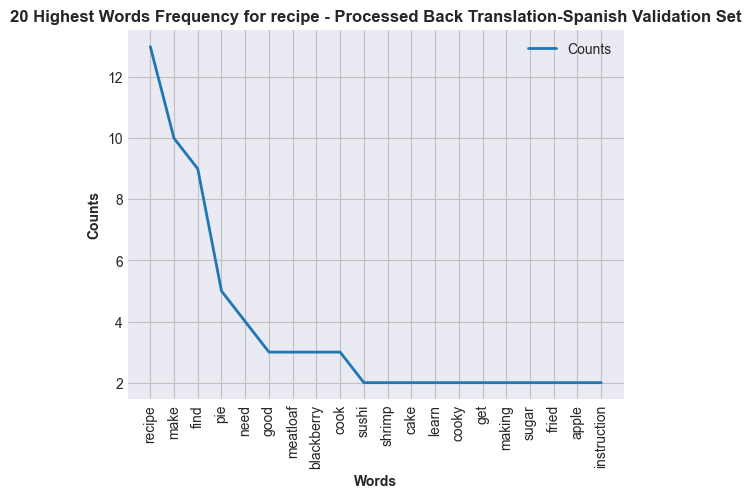 20 Highest Words Frequency for recipe - Processed Back Translation-Spanish Validation Set
Counts
12
10
8
6
4
2
Counts
recipe
make
find
pie
need
good
meatloaf
blackberry
cook
sushi
shrimp
cake
learn
cooky
get
making
sugar
fried
apple
instruction
Words